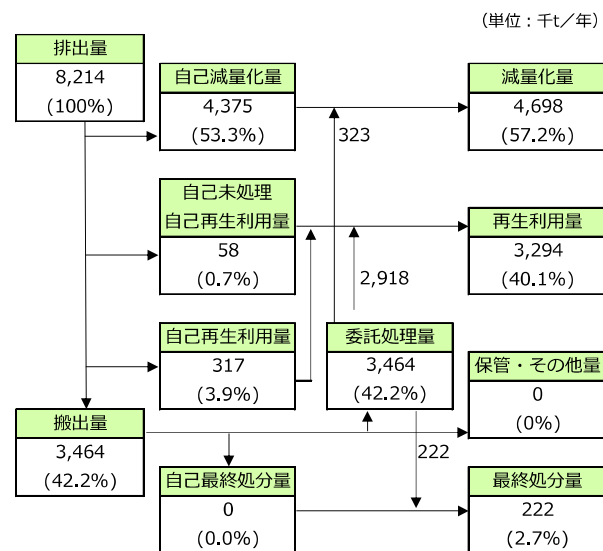 (単位：千t／年)
排出量
8,214
(100%)
自己減量化量
4,375
(53.3%)
減量化量
4,698
(57.2%)
323
自己未処理
自己再生利用量
58
(0.7%)
再生利用量
3,294
(40.1%)
2,918
自己再生利用量
317
(3.9%)
委託処理量
3,464
(42.2%)
保管・その他量
0
(0%)
搬出量
3,464
(42.2%)
222
自己最終処分量
0
(0.0%)
最終処分量
222
(2.7%)